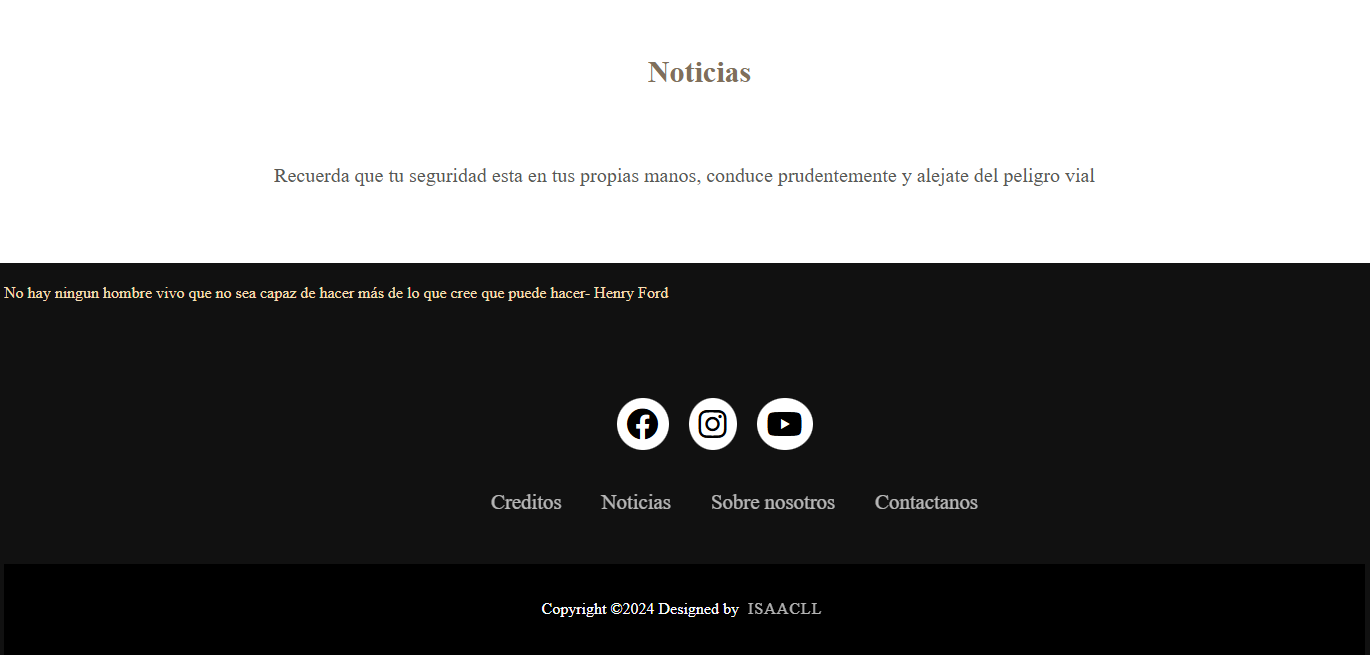 Noticias
Recuerda que tu seguridad esta en tus propias manos, conduce prudentemente y alejate del peligro vial
No hay ningun hombre vivo que no sea capaz de hacer más de lo que cree que puede hacer- Henry Ford
Creditos Noticias Sobre nosotros Contactanos
Copyright ©2024 Designed by ISAACLL